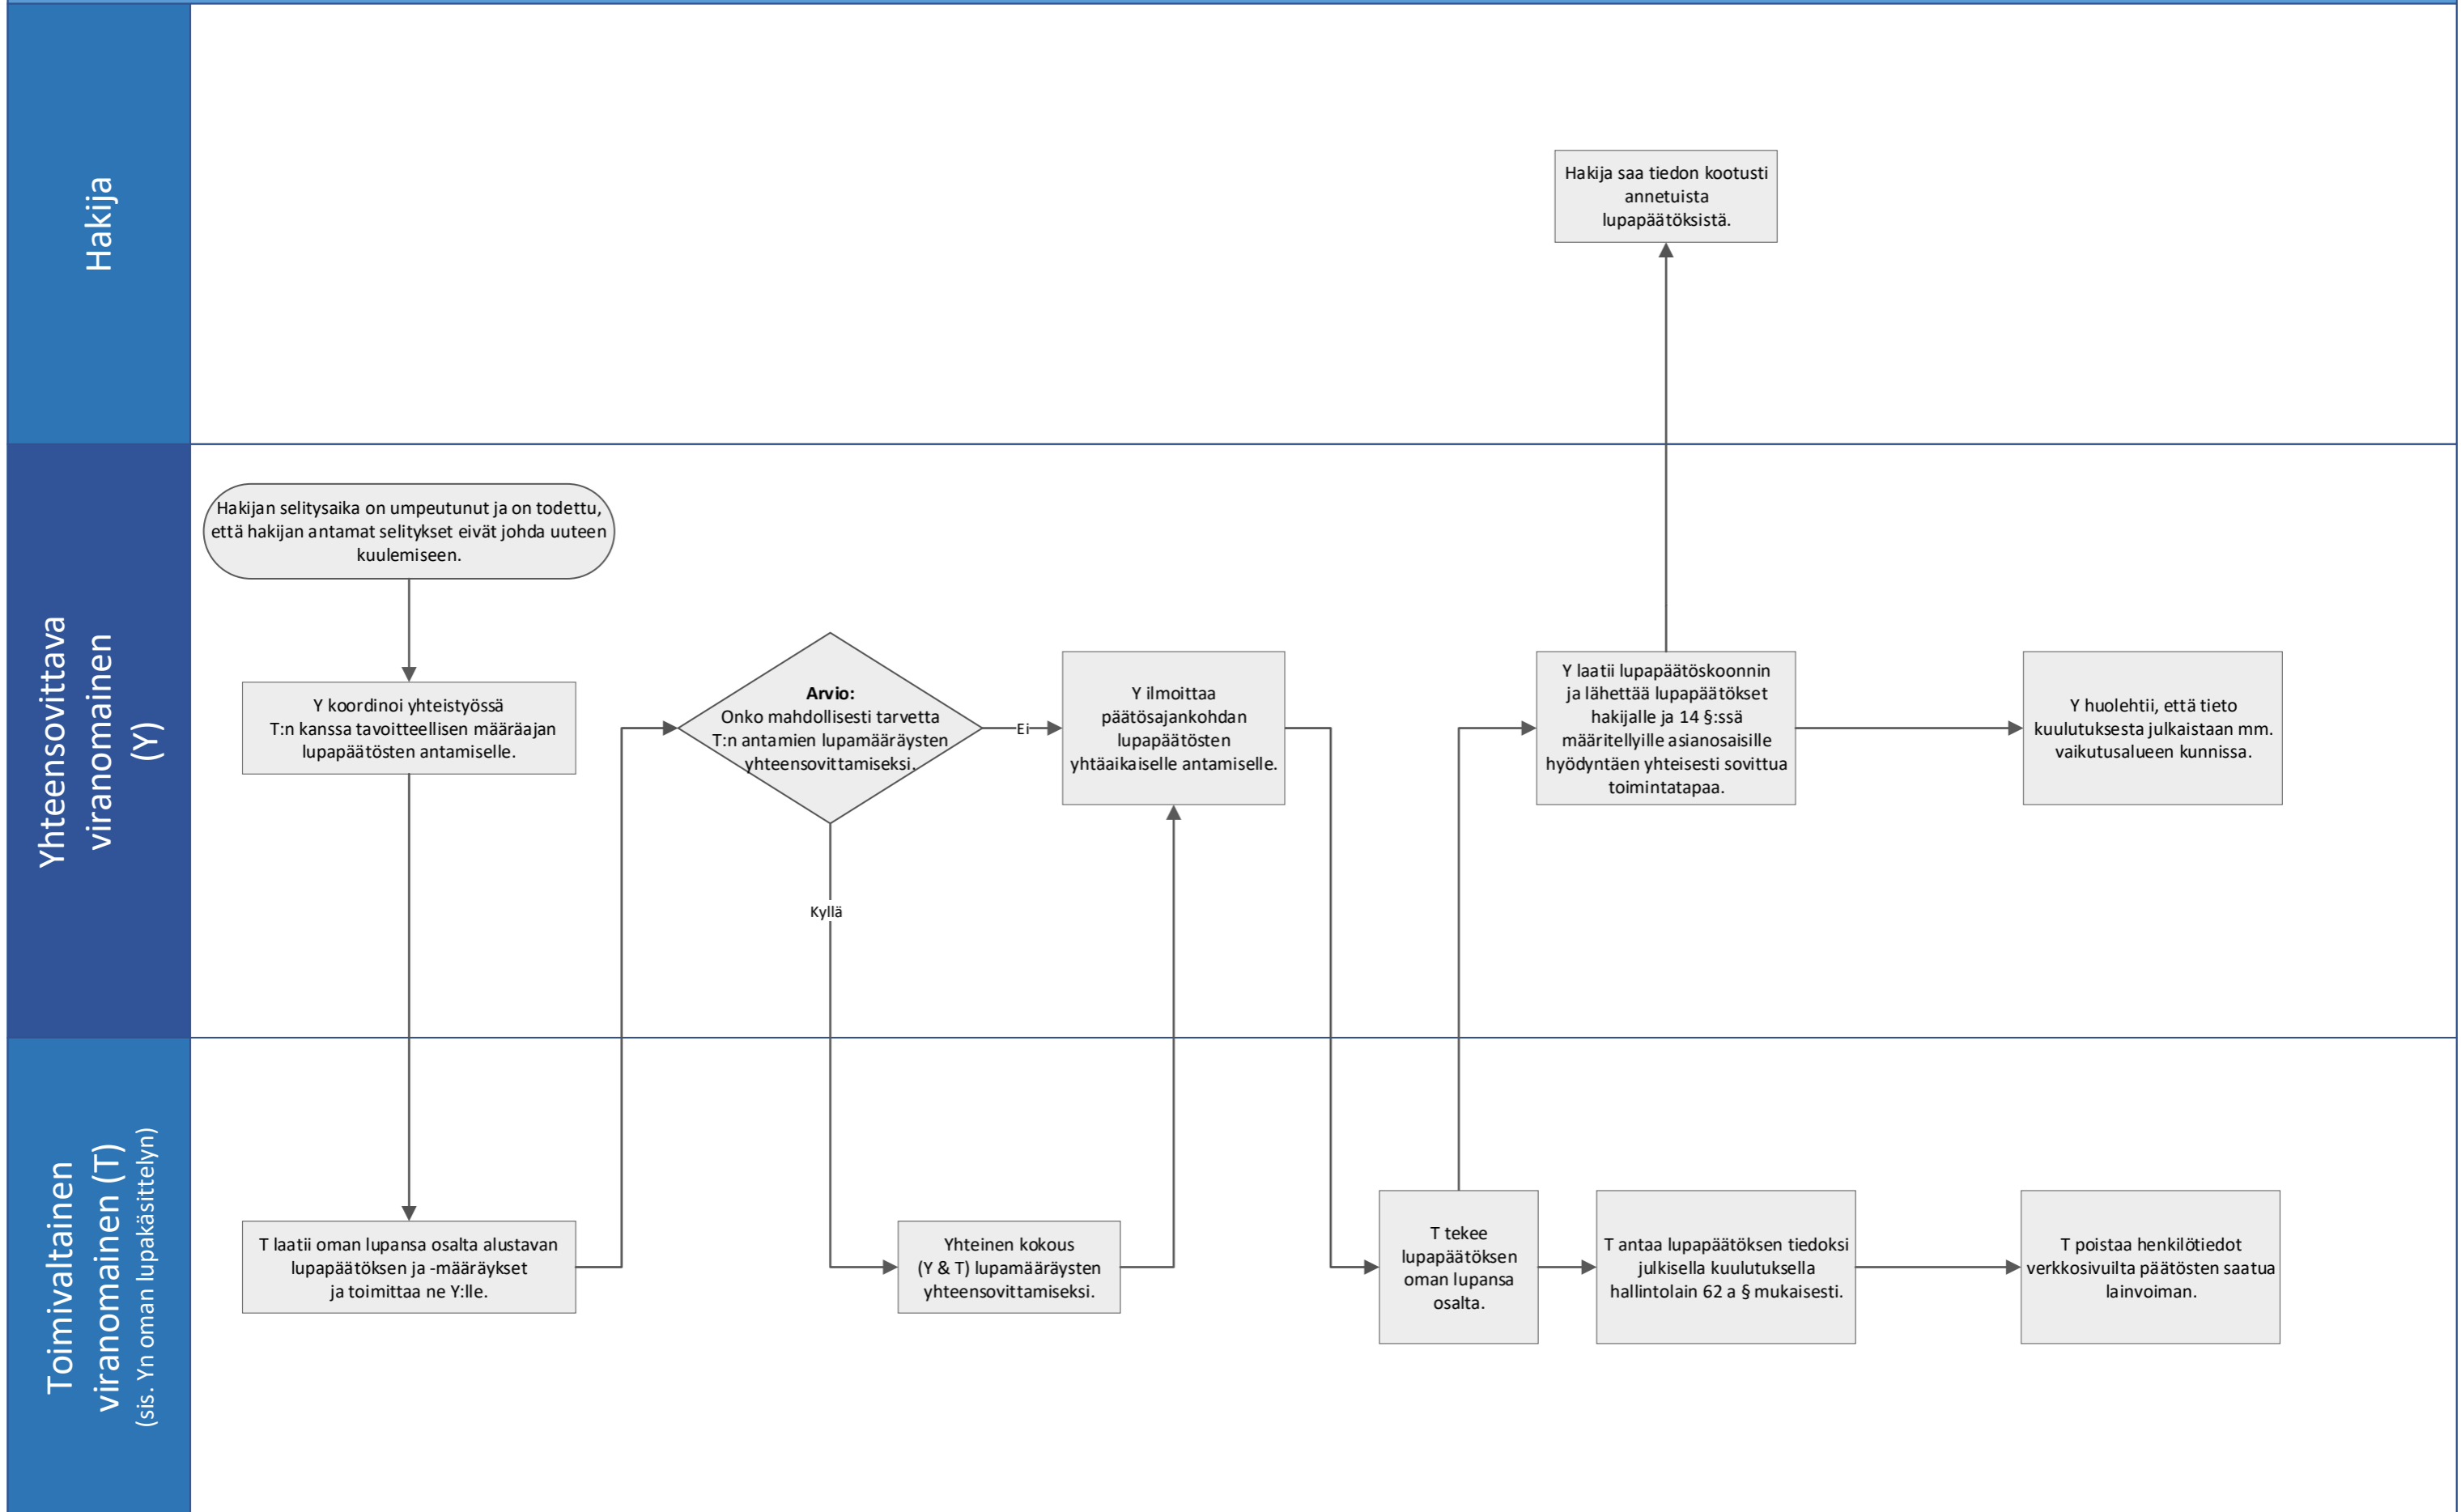 Hakija
Hakija saa tiedon kootusti
annetuista
lupapäätöksistä.
Yhteensovittava
viranomainen
(Y)
Hakijan selitysaika on umpeutunut ja on todettu,
että hakijan antamat selitykset eivät johda uuteen
kuulemiseen.
Y koordinoi yhteistyössä
T:n kanssa tavoitteellisen määräajan
lupapäätösten antamiselle.
Arvio:
Onko mahdollisesti tarvetta
T:n antamien lupamääräysten
yhteensovittamiseksi.
Ei
Kyllä
Y ilmoittaa
päätösajankohdan
lupapäätösten
yhtäaikaiselle antamiselle.
Y laatii lupapäätöskoonnin
ja lähettää lupapäätökset
hakijalle ja 14 §:ssä
määritellyille asianosaisille
hyödyntäen yhteisesti sovittua
toimintatapaa.
Y huolehtii, että tieto
kuulutuksesta julkaistaan mm.
vaikutusalueen kunnissa.
Toimivaltainen
viranomainen (T)
(sis. Yn oman lupakäsittelyn)
T laatii oman lupansa osalta alustavan
lupapäätöksen ja -määräykset
ja toimittaa ne Y:lle.
Yhteinen kokous
(Y & T) lupamääräysten
yhteensovittamiseksi.
T tekee
lupapäätöksen
oman lupansa
osalta.
T antaa lupapäätöksen tiedoksi
julkisella kuulutuksella
hallintolain 62 a § mukaisesti.
T poistaa henkilötiedot
verkkosivuilta päätösten saatua
lainvoiman.